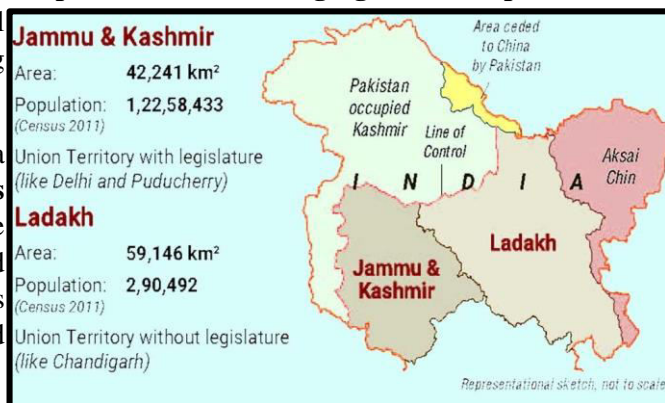 Jammu & Kashmir
Area: 42,241 km²
Population: 1,22,58,433
(Census 2011)
Union Territory with legislature
(like Delhi and Puducherry)
Ladakh
Area: 59,146 km²
Population: 2,90,492
(Census 2011)
Union Territory without legislature
(like Chandigarh)
Area ceded
to China
by Pakistan
Pakistan
occupied
Kashmir
Line of
Control
Aksai
Chin
I N D I A
Ladakh
Jammu &
Kashmir
Representational sketch, not to scale